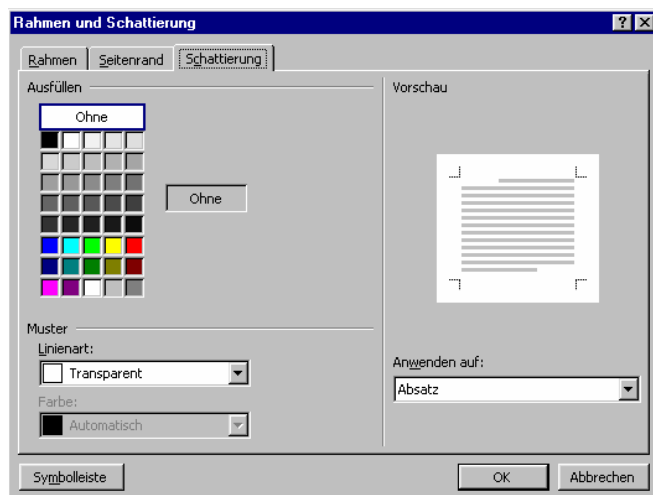 Rahmen und Schattierung
Rahmen Seitenrand Schattierung
Ausfüllen
Ohne
Ohne
Muster
Linienart:
Transparent
Farbe:
Automatisch
Vorschau
Anwenden auf:
Absatz
Symbolleiste OK Abbrechen